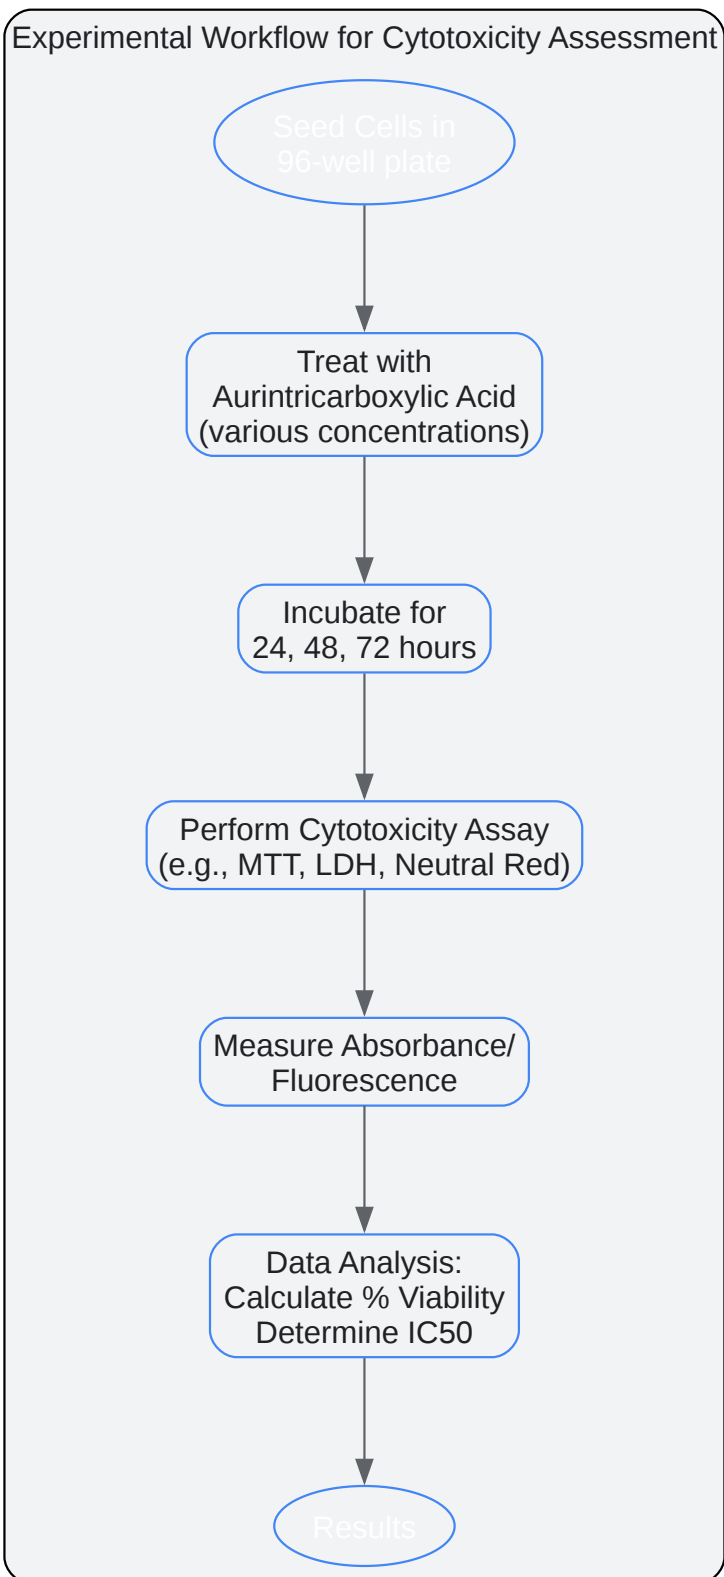 Experimental Workflow for Cytotoxicity Assessment
Seed Cells in
96-well plate
Treat with
Aurintricarboxylic Acid
(various concentrations)
Incubate for
24, 48, 72 hours
Perform Cytotoxicity Assay
(e.g., MTT, LDH, Neutral Red)
Measure Absorbance/
Fluorescence
Data Analysis:
Calculate % Viability
Determine IC50
Results